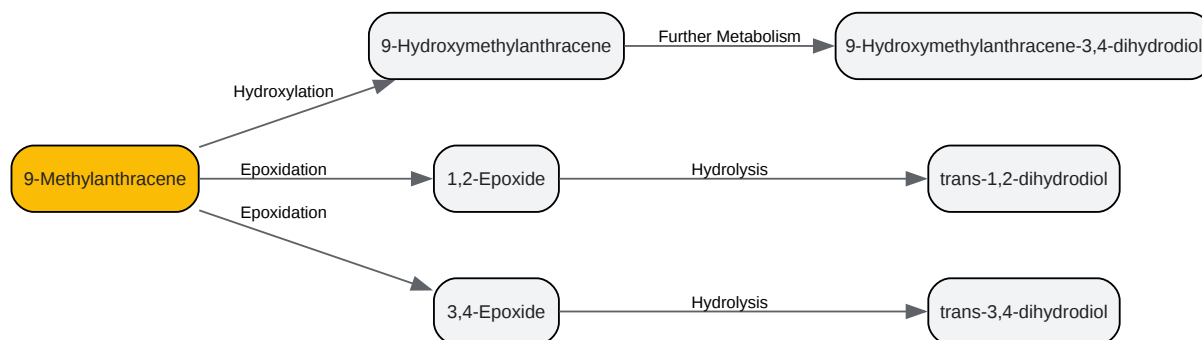 9-Hydroxymethylanthracene
Further Metabolism
9-Hydroxymethylanthracene-3,4-dihydrodiol
Hydroxylation
9-Methylanthracene
Epoxidation
1,2-Epoxide
Hydrolysis
trans-1,2-dihydrodiol
Epoxidation
3,4-Epoxide
Hydrolysis
trans-3,4-dihydrodiol